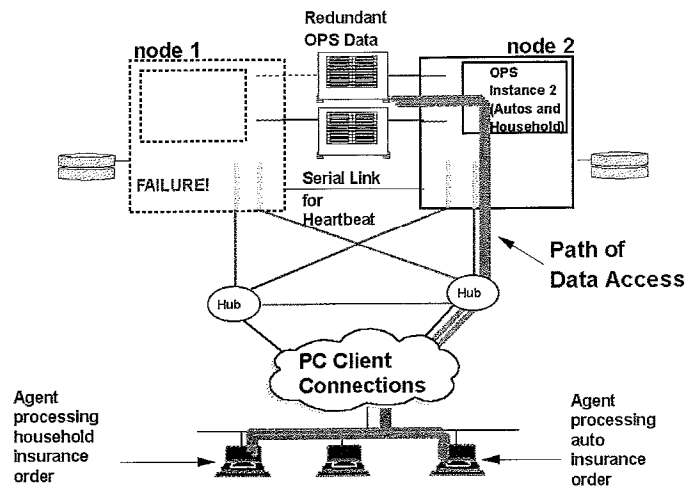 Redundant
OPS Data
node 1
node 2
OPS
Instance 2
(Autos and
Household)
FAILURE!
Serial Link
for
Heartbeat
Path of
Data Access
Hub
Hub
PC Client
Connections
Agent
processing
household
insurance
order
Agent
processing
auto
insurance
order